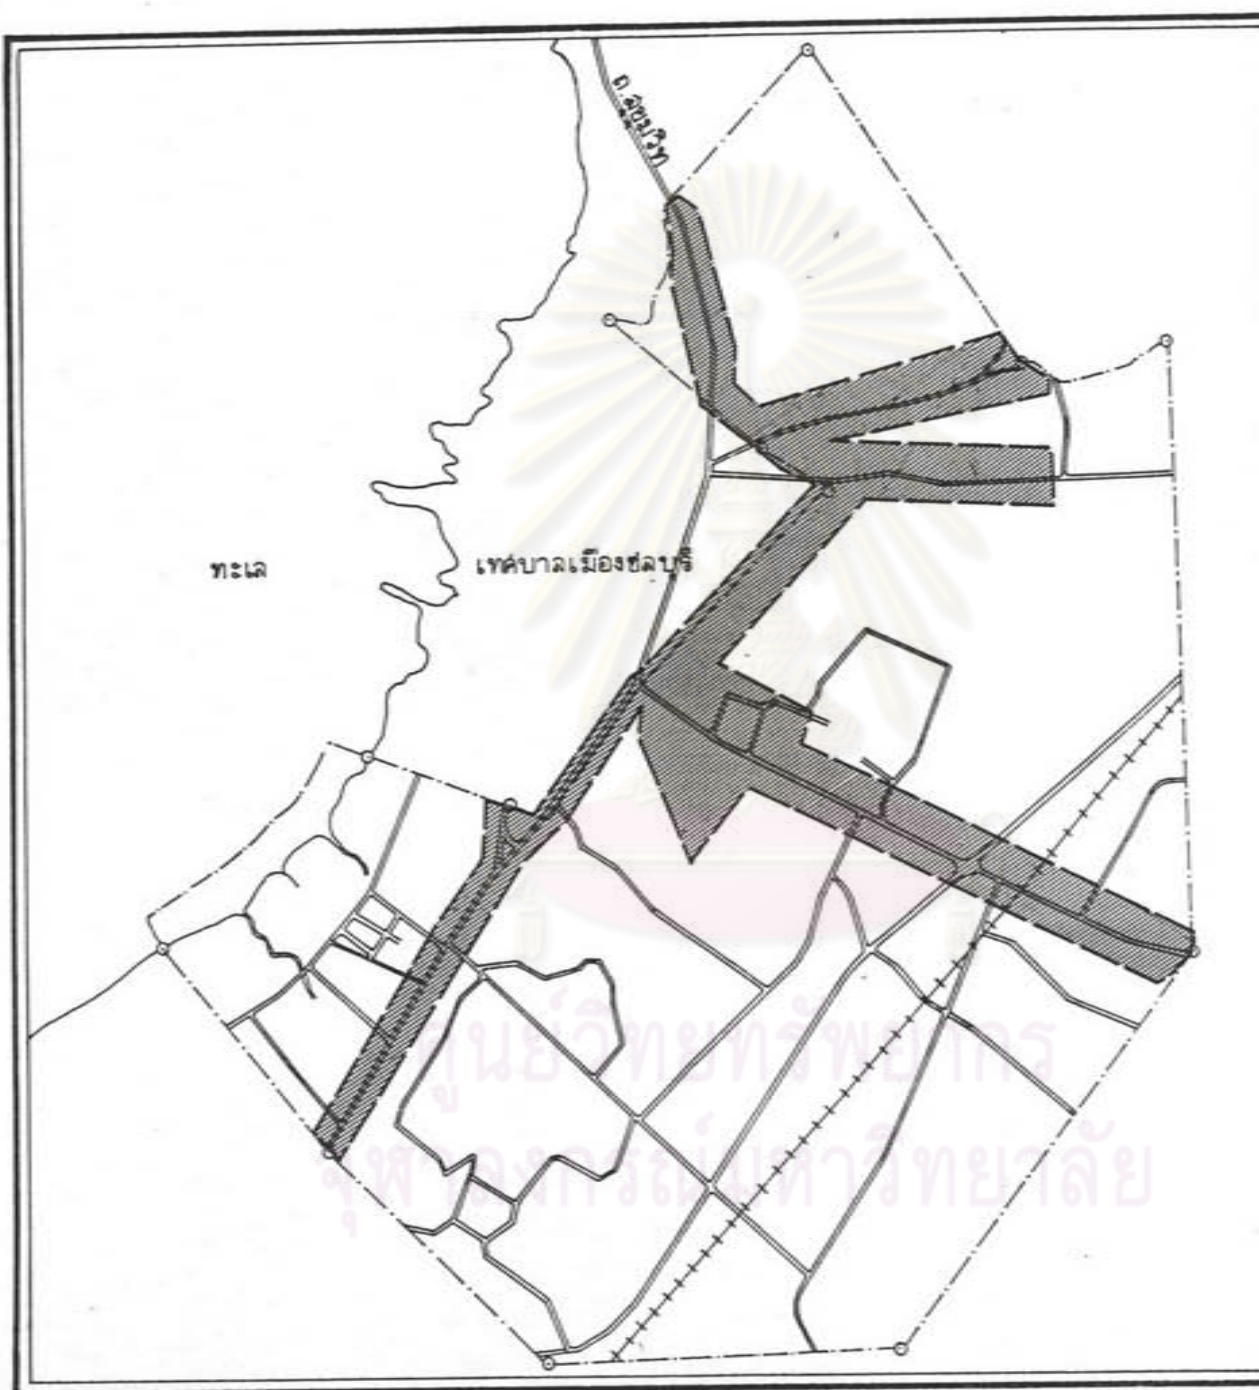 ถ.สุขุมวิท
ทะเล
เทศบาลเมืองชลบุรี
ศูนย์วิทยทรัพยากร
จุฬาลงกรณ์มหาวิทยาลัย